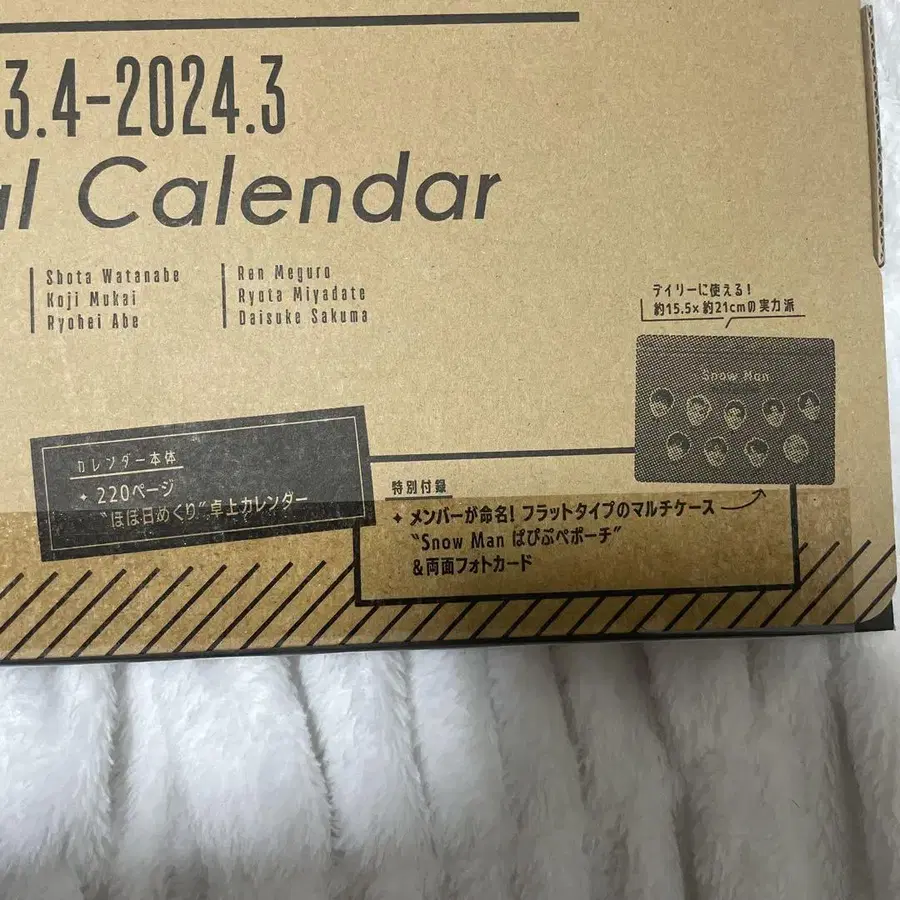 3.4-2024.3
al Calendar
Shota Watanabe
Koji Mukai
Ryohei Abe
Ren Meguro
Ryota Miyadate
Daisuke Sakuma
デイリーに使える!
約15.5×約21cmの実力派
Snow Man
カレンダー本体
✦ 220ページ
"ほぼ日めくり"卓上カレンダー
特別付録
✦ メンバーが命名! フラットタイプのマルチケース
"Snow Man ぱぴぷぺポーチ"
&両面フォトカード